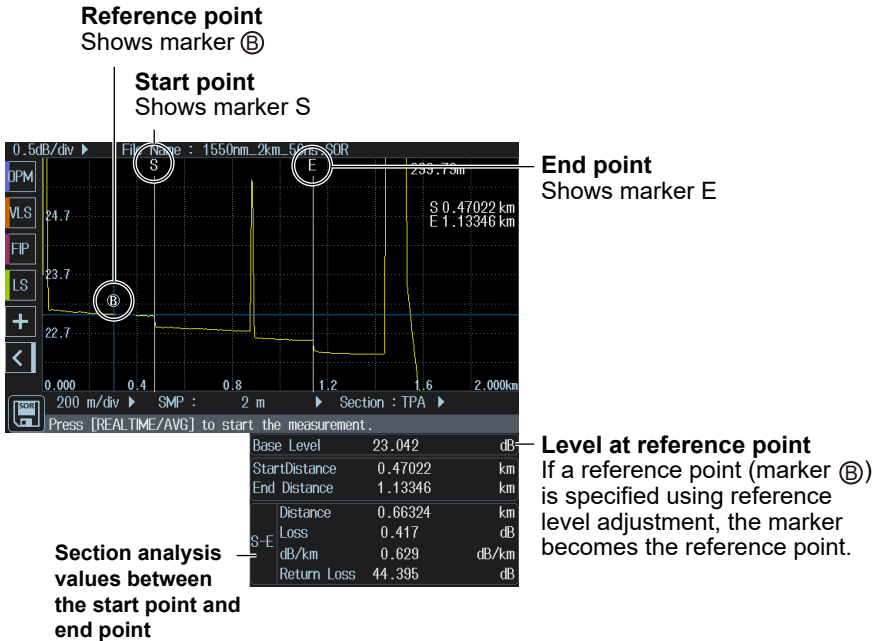 Reference point
Shows marker Ⓑ
Start point
Shows marker S
0.5dB/div ▶ File Name : 1550nm_2km_50ns.SOR
S
E
299.79m
End point
Shows marker E
OPM
VLS
FIP
LS
+
<
S 0.47022 km
E 1.13346 km
24.7
23.7
22.7
Ⓑ
0.000 0.4 0.8 1.2 1.6 2.000km
SOR
200 m/div ▶ SMP : 2 m ▶ Section : TPA ▶
Press [REALTIME/AVG] to start the measurement.
Base Level 23.042 dB
StartDistance 0.47022 km
End Distance 1.13346 km
S-E
Distance 0.66324 km
Loss 0.417 dB
dB/km 0.629 dB/km
Return Loss 44.395 dB
Level at reference point
If a reference point (marker Ⓑ)
is specified using reference
level adjustment, the marker
becomes the reference point.
Section analysis
values between
the start point and
end point